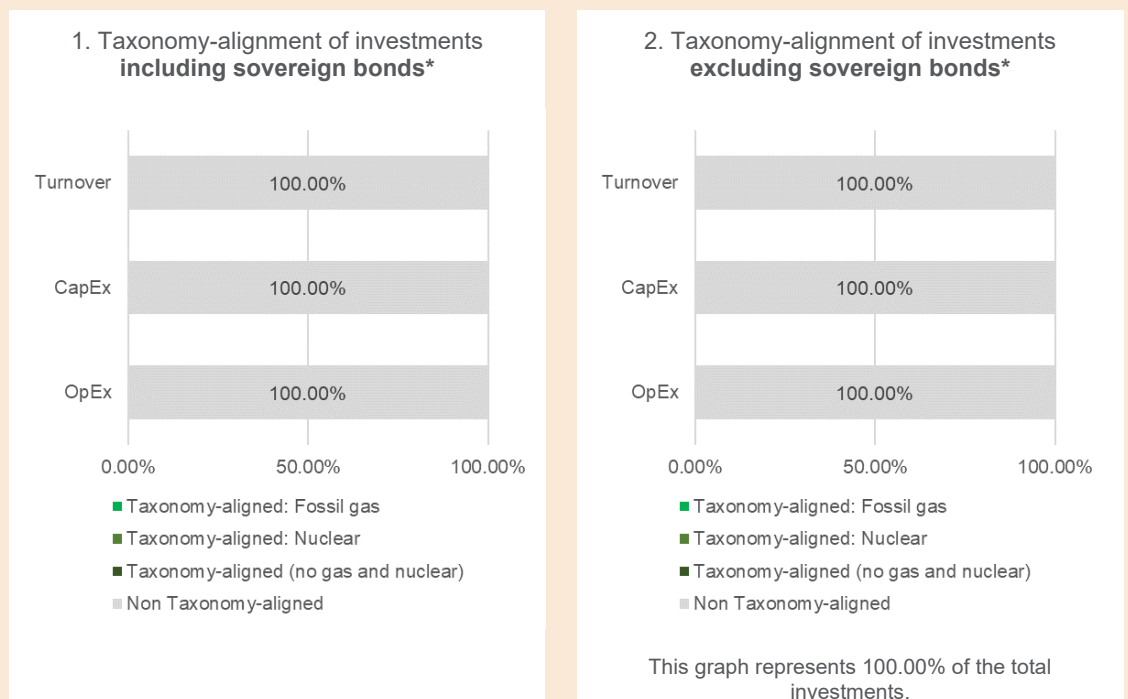 1. Taxonomy-alignment of investments
including sovereign bonds*
Turnover
100.00%
CapEx
100.00%
OpEx
100.00%
0.00%
50.00%
100.00%
Taxonomy-aligned: Fossil gas
Taxonomy-aligned: Nuclear
Taxonomy-aligned (no gas and nuclear)
Non Taxonomy-aligned
2. Taxonomy-alignment of investments
excluding sovereign bonds*
Turnover
100.00%
CapEx
100.00%
OpEx
100.00%
0.00%
50.00%
100.00%
Taxonomy-aligned: Fossil gas
Taxonomy-aligned: Nuclear
Taxonomy-aligned (no gas and nuclear)
Non Taxonomy-aligned
This graph represents 100.00% of the total
investments.